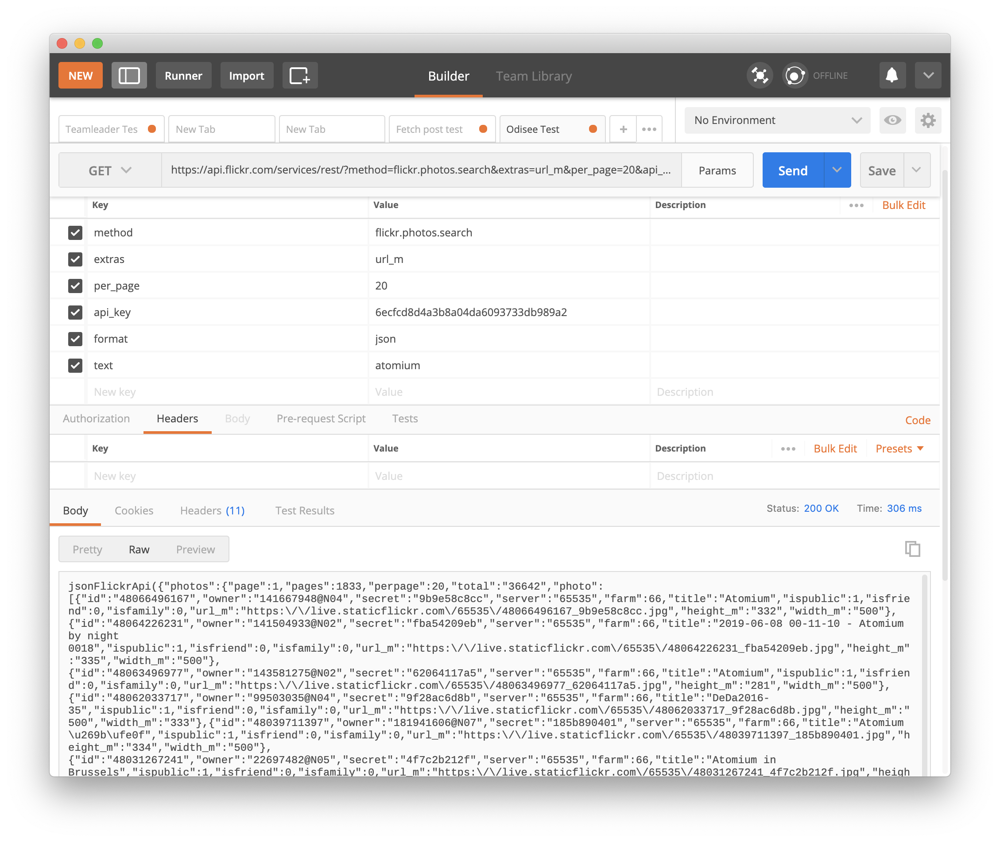 NEW Runner Import Builder Team Library OFFLINE
Teamleader Tes New Tab New Tab Fetch post test Odisee Test + ••• No Environment
GET https://api.flickr.com/services/rest/?method=flickr.photos.search&extras=url_m&per_page=20&api_... Params Send Save
Key Value Description ••• Bulk Edit
method flickr.photos.search
extras url_m
per_page 20
api_key 6ecfcd8d4a3b8a04da6093733db989a2
format json
text atomium
New key Value Description
Authorization Headers Body Pre-request Script Tests Code
Key Value Description ••• Bulk Edit Presets
New key Value Description
Body Cookies Headers (11) Test Results Status: 200 OK Time: 306 ms
Pretty Raw Preview
jsonFlickrApi({"photos":{"page":1,"pages":1833,"perpage":20,"total":"36642","photo":
[{"id":"48066496167","owner":"141667948@N04","secret":"9b9e58c8cc","server":"65535","farm":66,"title":"Atomium","ispublic":1,"isfrie
nd":0,"isfamily":0,"url_m":"https:\/\/live.staticflickr.com\/65535\/48066496167_9b9e58c8cc.jpg","height_m":"332","width_m":"500"},
{"id":"48064226231","owner":"141504933@N02","secret":"fba54209eb","server":"65535","farm":66,"title":"2019-06-08 00-11-10 - Atomium
by night
0018","ispublic":1,"isfriend":0,"isfamily":0,"url_m":"https:\/\/live.staticflickr.com\/65535\/48064226231_fba54209eb.jpg","height_m"
:"335","width_m":"500"},
{"id":"48063496977","owner":"143581275@N02","secret":"62064117a5","server":"65535","farm":66,"title":"Atomium","ispublic":1,"isfrien
d":0,"isfamily":0,"url_m":"https:\/\/live.staticflickr.com\/65535\/48063496977_62064117a5.jpg","height_m":"281","width_m":"500"},
{"id":"48062033717","owner":"99503035@N04","secret":"9f28ac6d8b","server":"65535","farm":66,"title":"DeDa2016-
35","ispublic":1,"isfriend":0,"isfamily":0,"url_m":"https:\/\/live.staticflickr.com\/65535\/48062033717_9f28ac6d8b.jpg","height_m":"
500","width_m":"333"},{"id":"48039711397","owner":"181941606@N07","secret":"185b890401","server":"65535","farm":66,"title":"Atomium
\u269b\ufe0f","ispublic":1,"isfriend":0,"isfamily":0,"url_m":"https:\/\/live.staticflickr.com\/65535\/48039711397_185b890401.jpg","h
eight_m":"334","width_m":"500"},
{"id":"48031267241","owner":"22697482@N05","secret":"4f7c2b212f","server":"65535","farm":66,"title":"Atomium in
Brussels","ispublic":1,"isfriend":0,"isfamily":0,"url_m":"https:\/\/live.staticflickr.com\/65535\/48031267241_4f7c2b212f.jpg","heigh